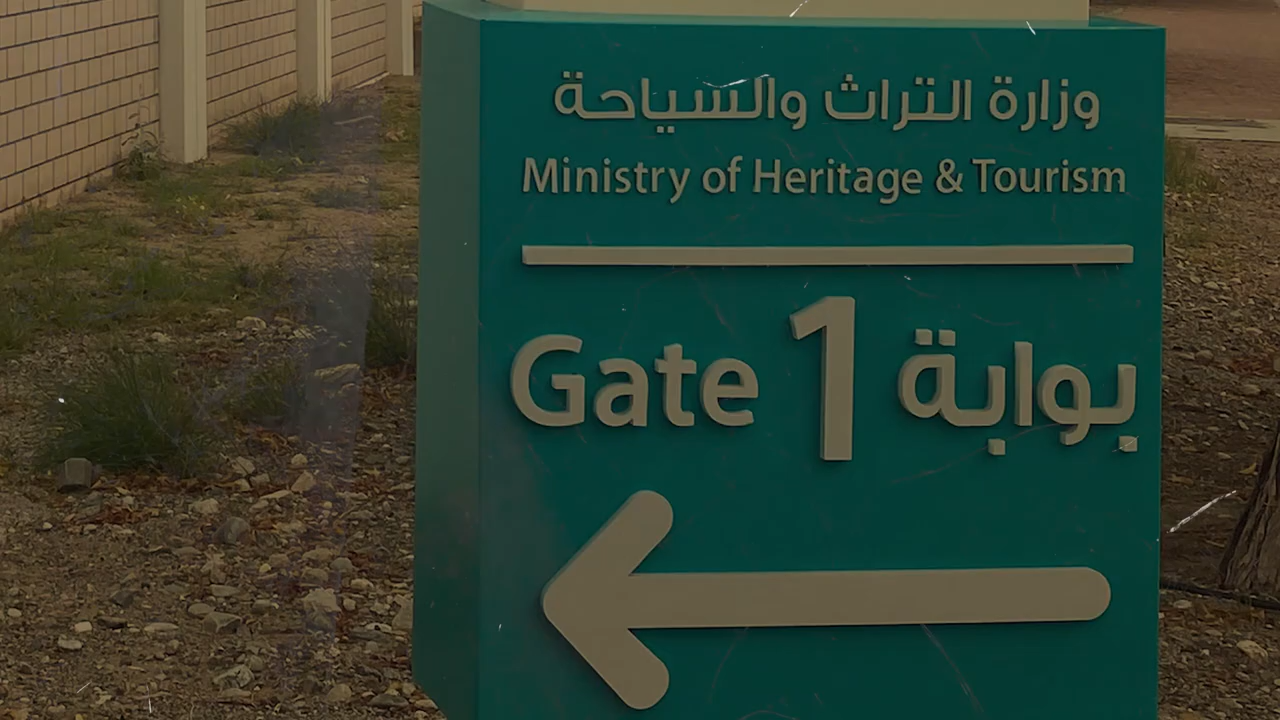 وزارة التراث والسياحة
Ministry of Heritage & Tourism
Gate 1 بوابة